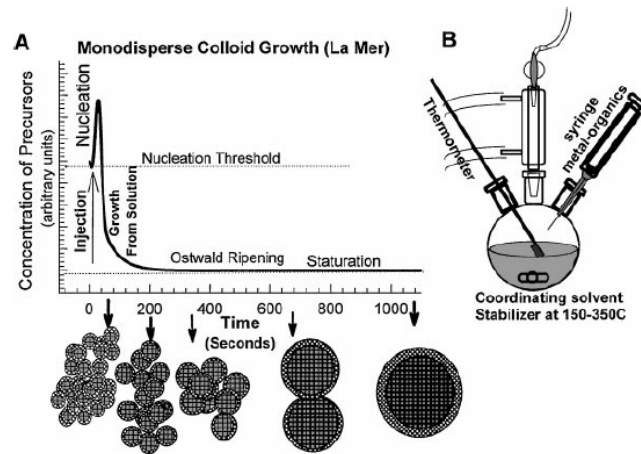 A
Monodisperse Colloid Growth (La Mer)
Concentration of Precursors
(arbitrary units)
Nucleation
Injection
Growth
From Solution
Nucleation Threshold
Ostwald Ripening
Staturation
0 200 400 600 800 1000
Time
(Seconds)
B
Thermometer
syringe
metal-organics
Coordinating solvent
Stabilizer at 150-350C